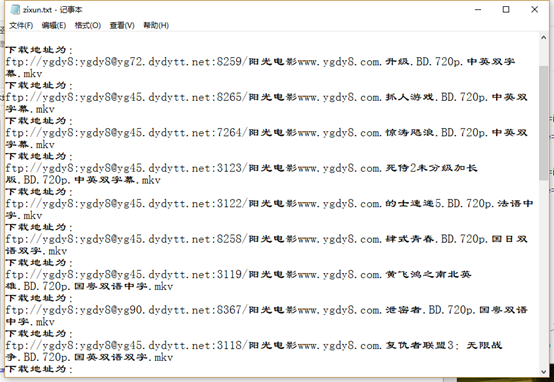 zixun.txt - 记事本
文件(F) 编辑(E) 格式(O) 查看(V) 帮助(H)
下载地址为:
ftp://ygdy8:ygdy8@yg72.dydytt.net:8259/阳光电影www.ygdy8.com.升级.BD.720p.中英双字
幕.mkv
下载地址为:
ftp://ygdy8:ygdy8@yg45.dydytt.net:8265/阳光电影www.ygdy8.com.抓人游戏.BD.720p.中英双
字幕.mkv
下载地址为:
ftp://ygdy8:ygdy8@yg45.dydytt.net:7264/阳光电影www.ygdy8.com.惊涛飓浪.BD.720p.中英双
字幕.mkv
下载地址为:
ftp://ygdy8:ygdy8@yg45.dydytt.net:3123/阳光电影www.ygdy8.com.死侍2未分级加长
版.BD.720p.中英双字幕.mkv
下载地址为:
ftp://ygdy8:ygdy8@yg45.dydytt.net:3122/阳光电影www.ygdy8.com.的士速递5.BD.720p.法语中
字.mkv
下载地址为:
ftp://ygdy8:ygdy8@yg45.dydytt.net:8258/阳光电影www.ygdy8.com.肆式青春.BD.720p.国日双
语双字.mkv
下载地址为:
ftp://ygdy8:ygdy8@yg45.dydytt.net:3119/阳光电影www.ygdy8.com.黄飞鸿之南北英
雄.BD.720p.国粤双语中字.mkv
下载地址为:
ftp://ygdy8:ygdy8@yg90.dydytt.net:8367/阳光电影www.ygdy8.com.泄密者.BD.720p.国粤双语
中字.mkv
下载地址为:
ftp://ygdy8:ygdy8@yg45.dydytt.net:3118/阳光电影www.ygdy8.com.复仇者联盟3：无限战
争.BD.720p.国英双语双字.mkv
下载地址为: